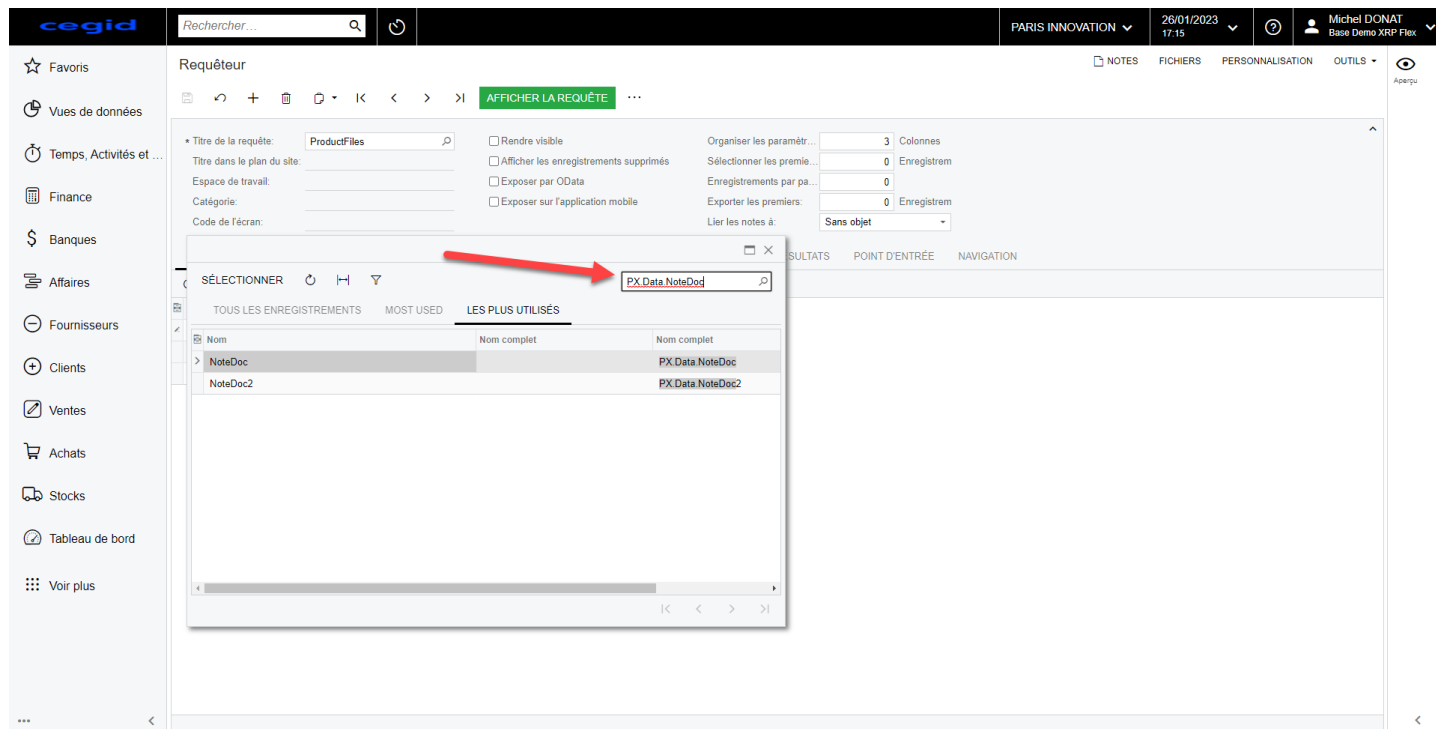 cegid
Rechercher...
PARIS INNOVATION
26/01/2023
17:15
Michel DONAT
Base Demo XRP Flex
Favoris
Vues de données
Temps, Activités et ...
Finance
Banques
Affaires
Fournisseurs
Clients
Ventes
Achats
Stocks
Tableau de bord
Voir plus
Requêteur
NOTES FICHIERS PERSONNALISATION OUTILS
Aperçu
AFFICHER LA REQUÊTE
* Titre de la requête: ProductFiles
Titre dans le plan du site:
Espace de travail:
Catégorie:
Code de l'écran:
Rendre visible
Afficher les enregistrements supprimés
Exposer par OData
Exposer sur l'application mobile
Organiser les paramètr... 3 Colonnes
Sélectionner les premie... 0 Enregistrem
Enregistrements par pa... 0
Exporter les premiers: 0 Enregistrem
Lier les notes à: Sans objet
SULTATS POINT D'ENTRÉE NAVIGATION
SÉLECTIONNER
PX.Data.NoteDoc
TOUS LES ENREGISTREMENTS MOST USED LES PLUS UTILISÉS
Nom Nom complet Nom complet
NoteDoc PX.Data.NoteDoc
NoteDoc2 PX.Data.NoteDoc2